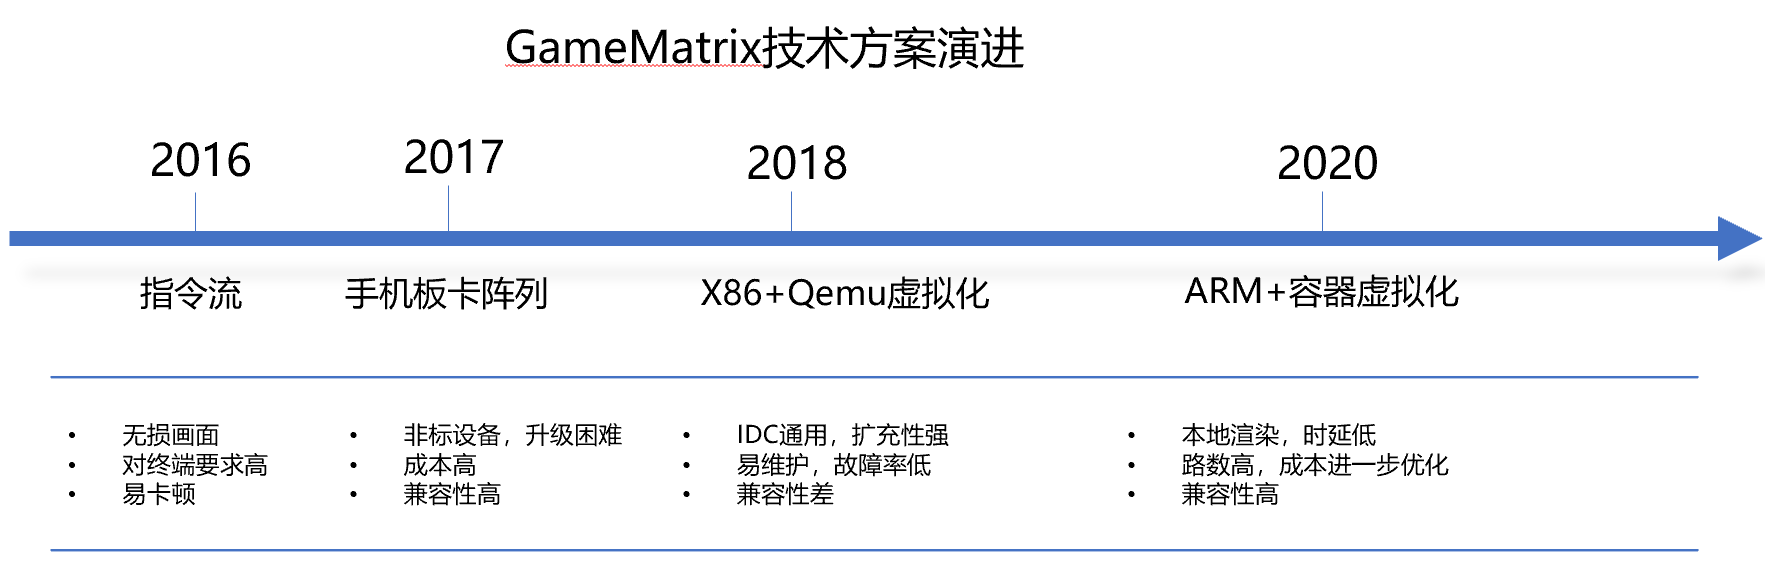 GameMatrix技术方案演进
2016
2017
2018
2020
指令流
手机板卡阵列
X86+Qemu虚拟化
ARM+容器虚拟化
• 无损画面
• 对终端要求高
• 易卡顿
• 非标设备，升级困难
• 成本高
• 兼容性高
• IDC通用，扩充性强
• 易维护，故障率低
• 兼容性差
• 本地渲染，时延低
• 路数高，成本进一步优化
• 兼容性高